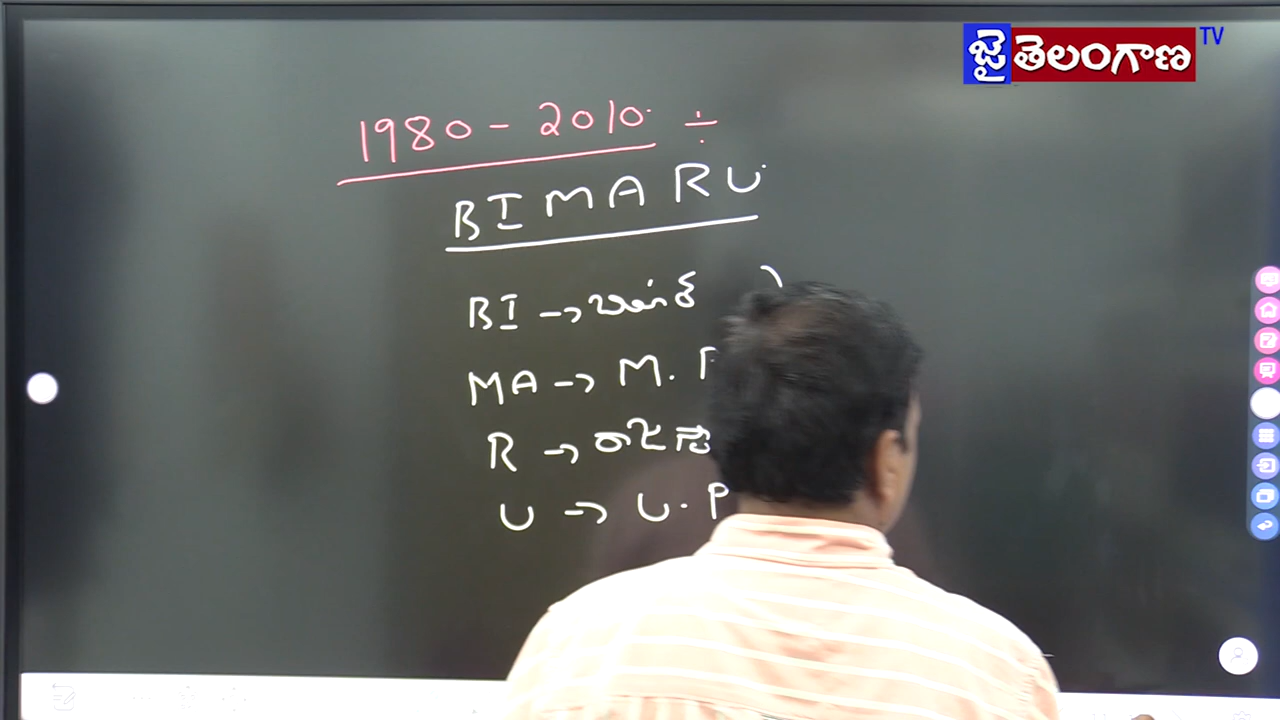 జై తెలంగాణ TV
1980 - 2010 ÷
BIMARU
BI → బీహార్
MA → M. P
R → రాజస్థా
U → U. P